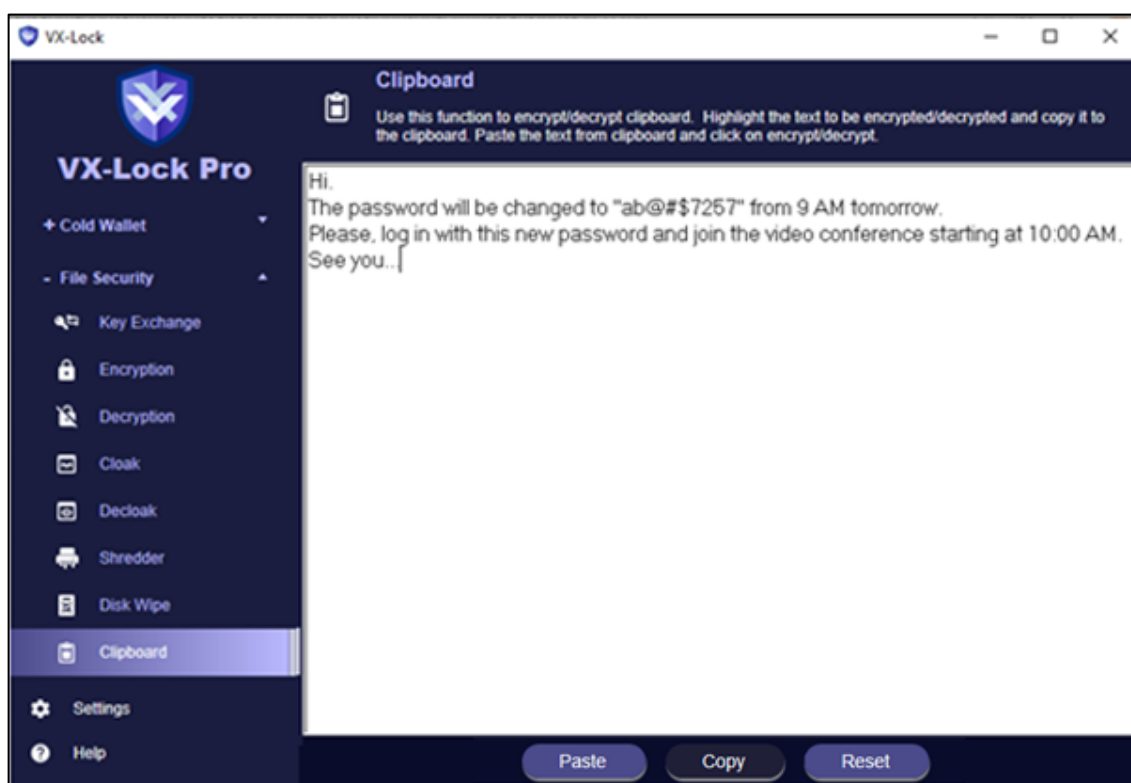 VX-Lock
VX-Lock Pro
+ Cold Wallet
- File Security
Key Exchange
Encryption
Decryption
Cloak
Decloak
Shredder
Disk Wipe
Clipboard
Settings
Help
Clipboard
Use this function to encrypt/decrypt clipboard. Highlight the text to be encrypted/decrypted and copy it to
the clipboard. Paste the text from clipboard and click on encrypt/decrypt.
Hi.
The password will be changed to "ab@#$7257" from 9 AM tomorrow.
Please, log in with this new password and join the video conference starting at 10:00 AM.
See you...
Paste
Copy
Reset